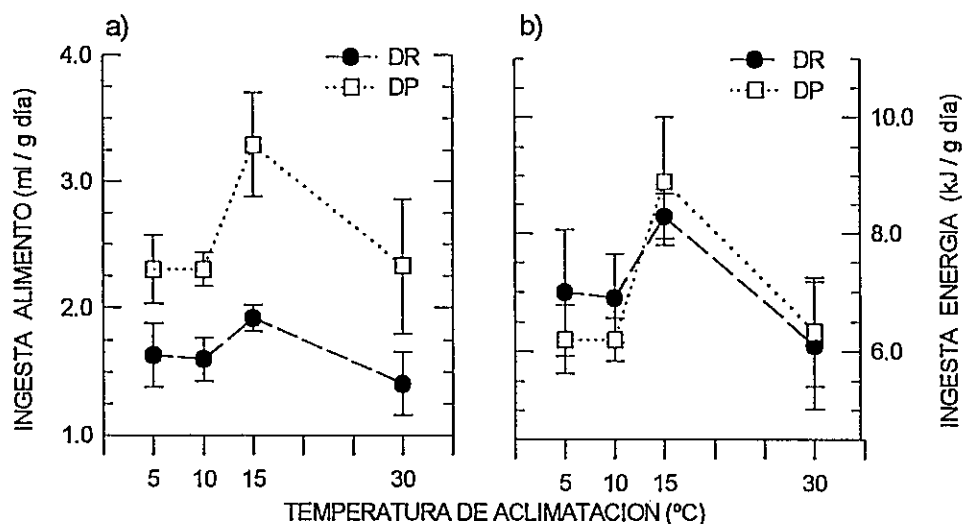 a)
DR
DP
INGESTA ALIMENTO (ml / g día)
4.0
3.0
2.0
1.0
5 10 15 30
b)
DR
DP
INGESTA ENERGIA (kJ / g día)
10.0
8.0
6.0
5 10 15 30
TEMPERATURA DE ACLIMATACION (ºC)